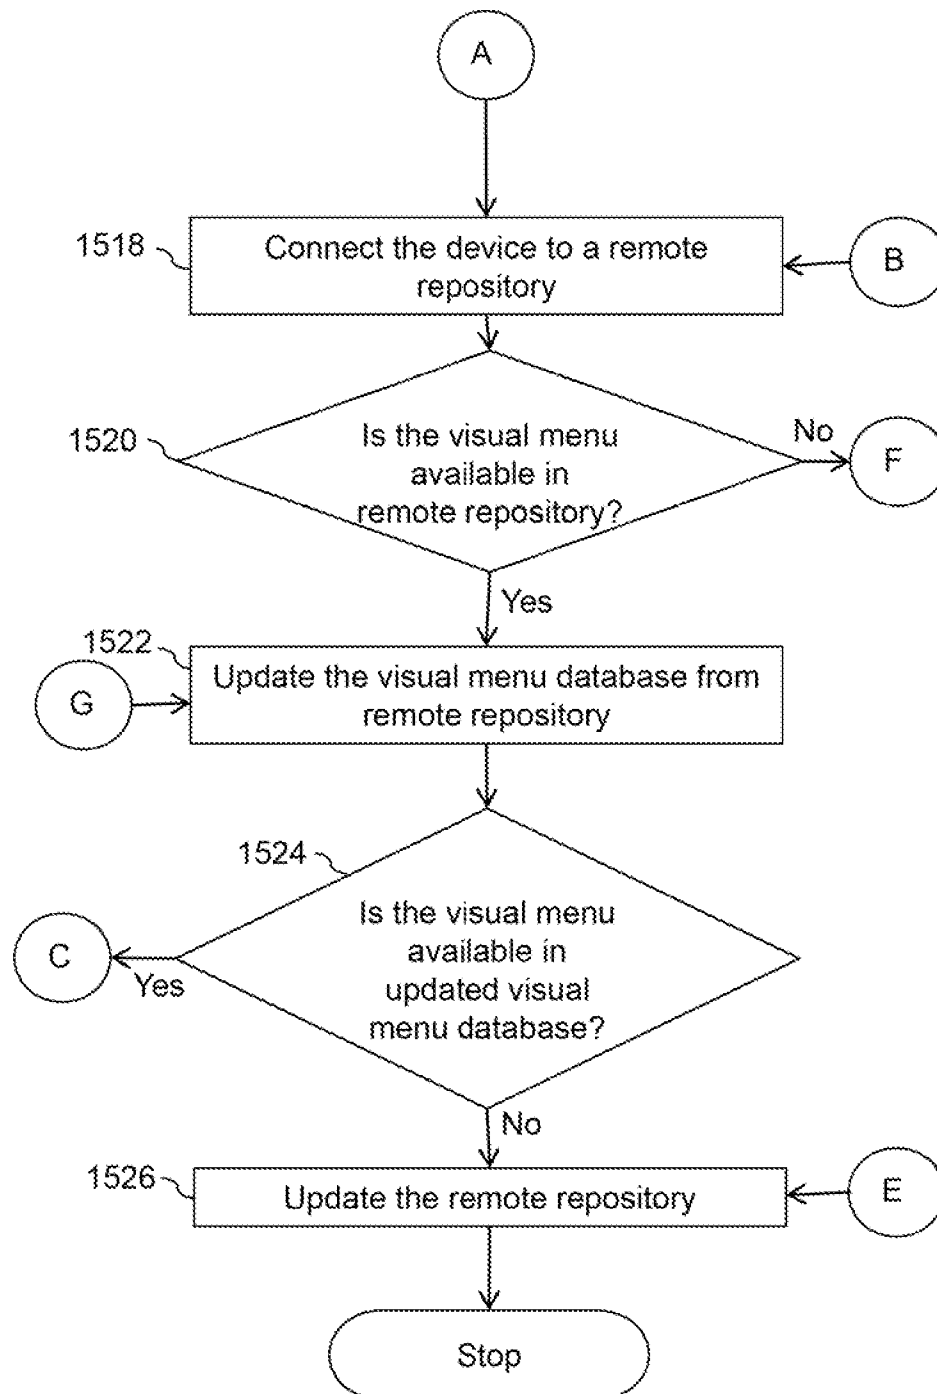 A
1518
Connect the device to a remote
repository
B
1520
Is the visual menu
available in
remote repository?
No
F
Yes
1522
Update the visual menu database from
remote repository
G
1524
Is the visual menu
available in
updated visual
menu database?
C
Yes
No
1526
Update the remote repository
E
Stop